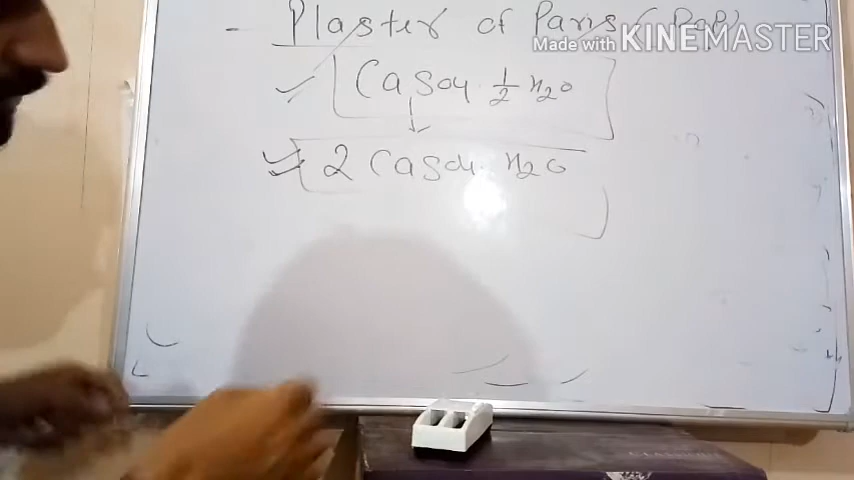 - Plaster of Paris (PoP)
Made with KINEMASTER
CaSO4 1/2 H2O
2 CaSO4. H2O